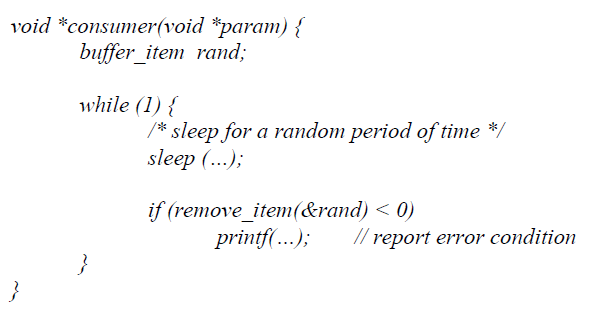 void *consumer(void *param) {
buffer_item rand;
while (1) {
/* sleep for a random period of time */
sleep (...);
if (remove_item(&rand) < 0)
printf(...); // report error condition
}
}